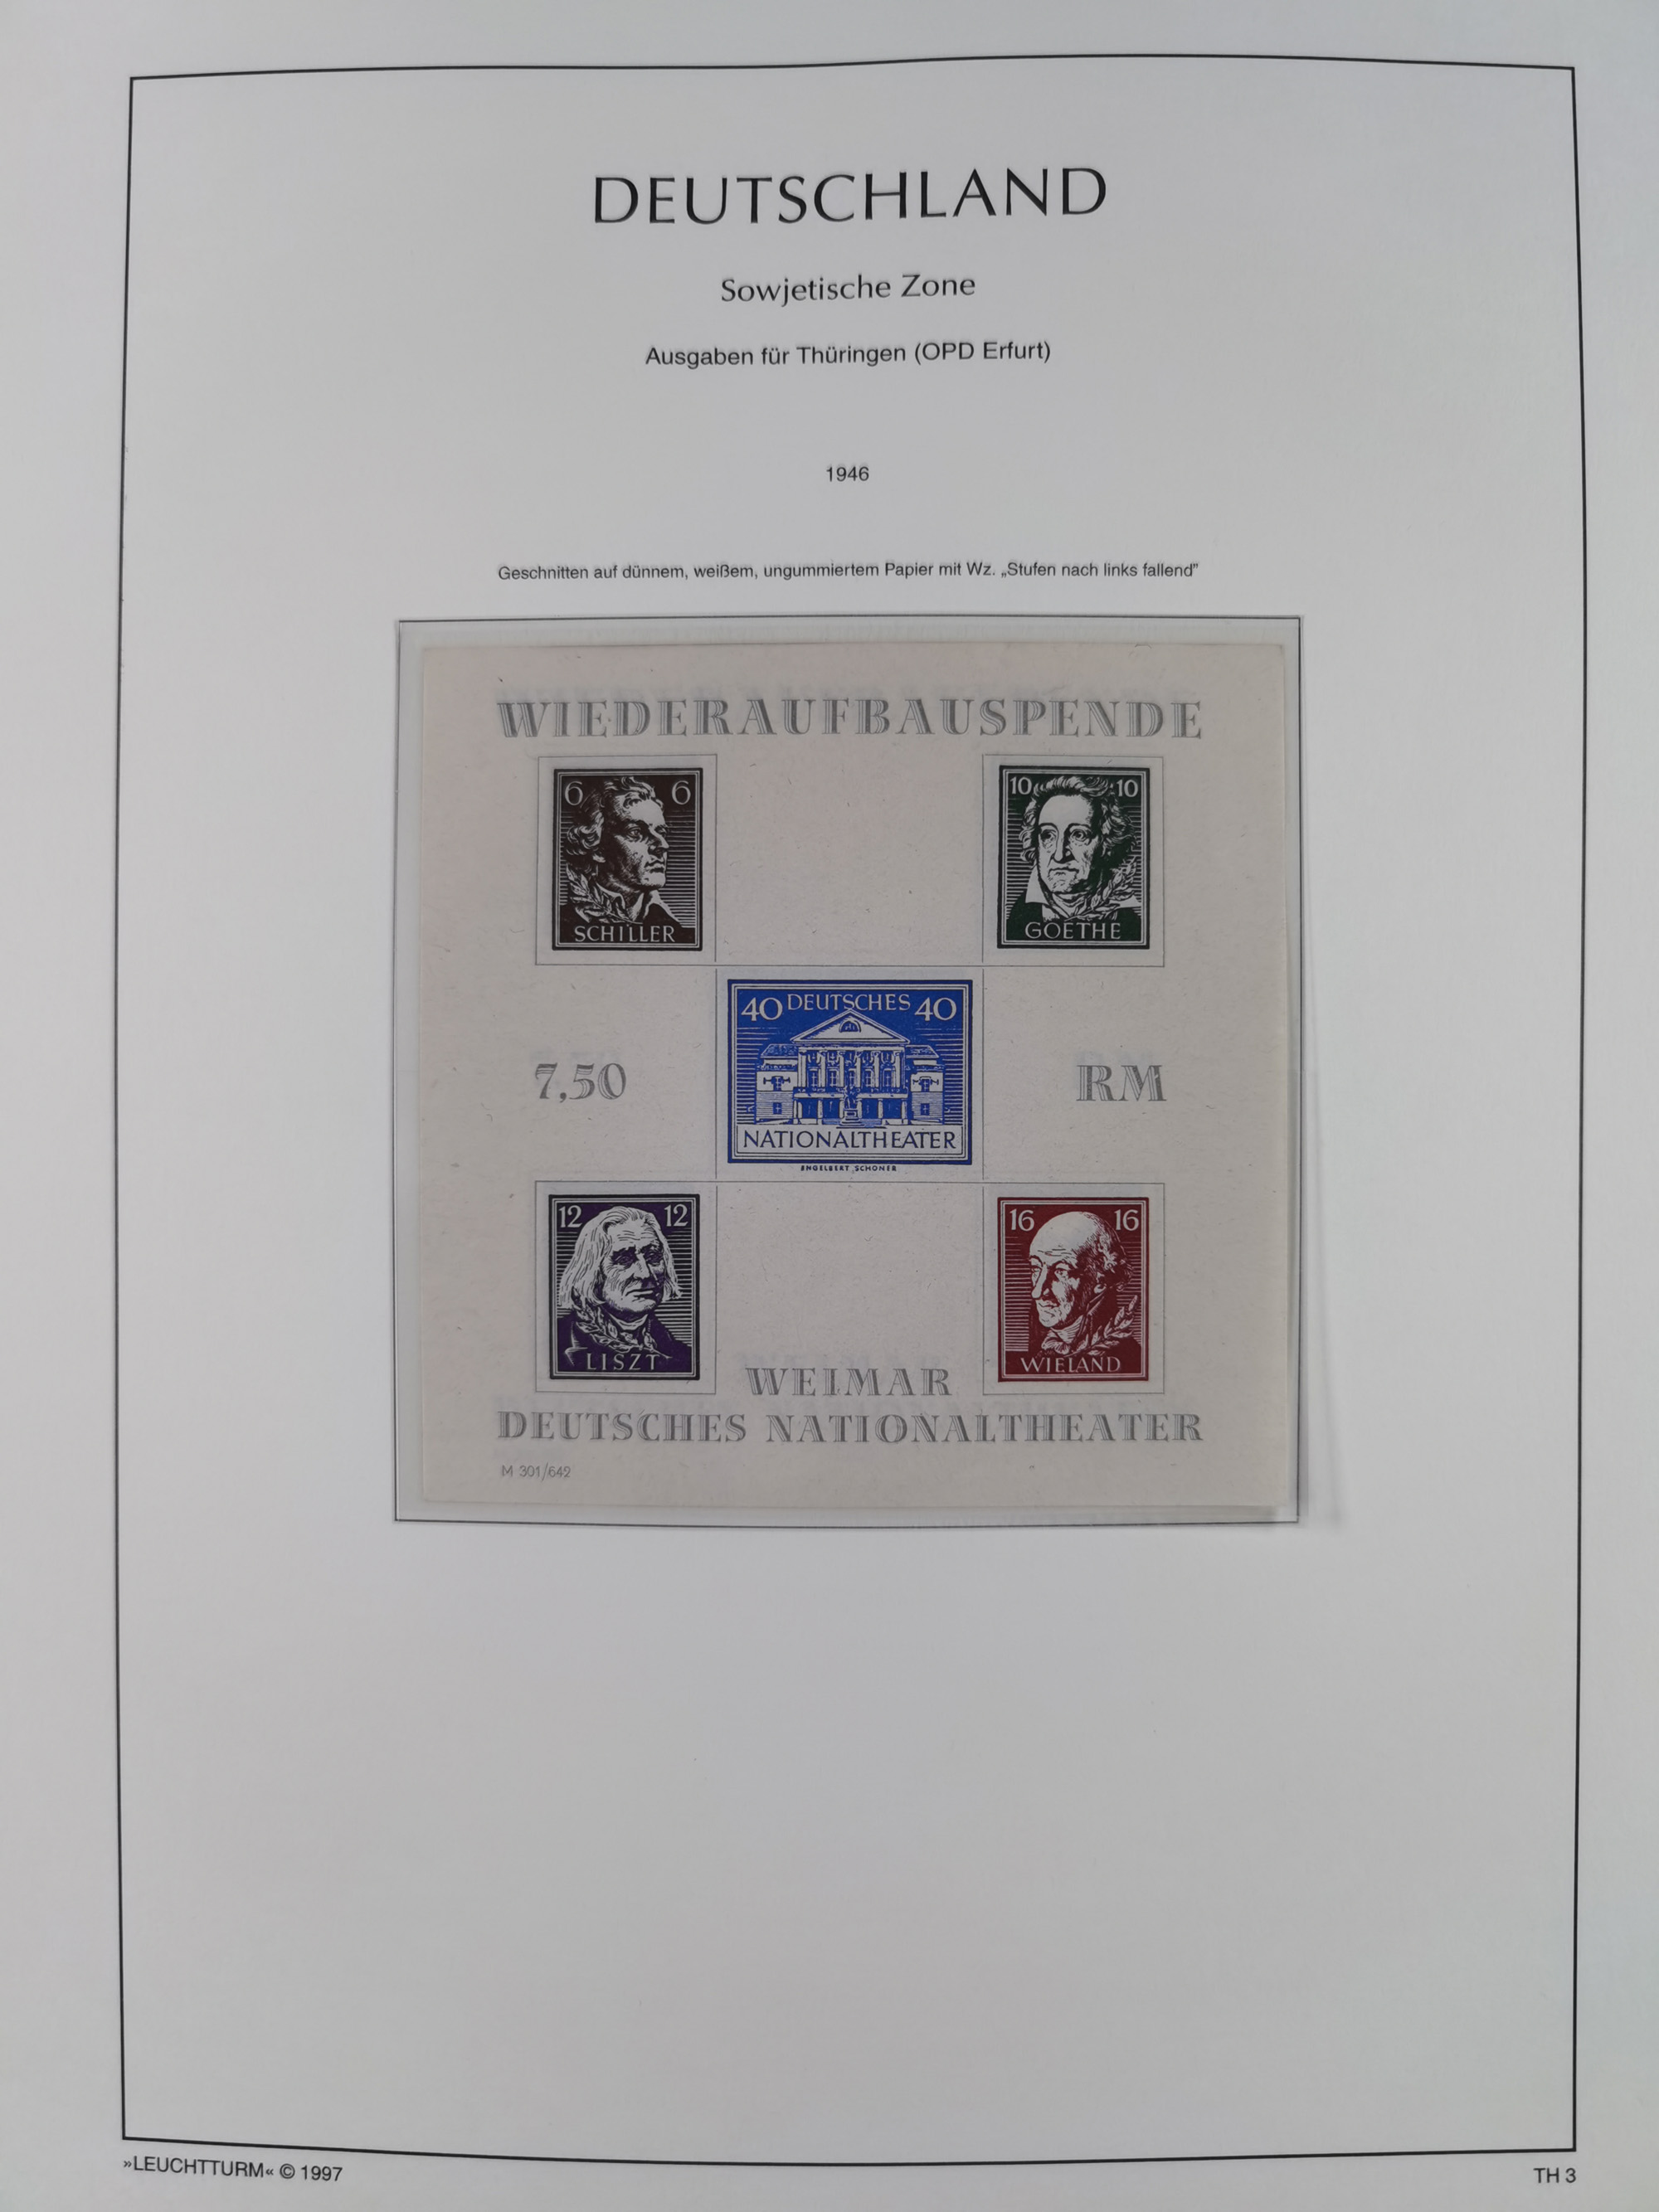 DEUTSCHLAND
Sowjetische Zone
Ausgaben für Thüringen (OPD Erfurt)
1946
Geschnitten auf dünnem, weißem, ungummiertem Papier mit Wz. „Stufen nach links fallend”
WIEDERAUFBAUSPENDE
6 6
SCHILLER
10 10
GOETHE
40 DEUTSCHES 40
NATIONALTHEATER
ENGELBERT SCHONER
7,50 RM
12 12
LISZT
16 16
WIELAND
WEIMAR
DEUTSCHES NATIONALTHEATER
M 301/642
»LEUCHTTURM« © 1997
TH 3